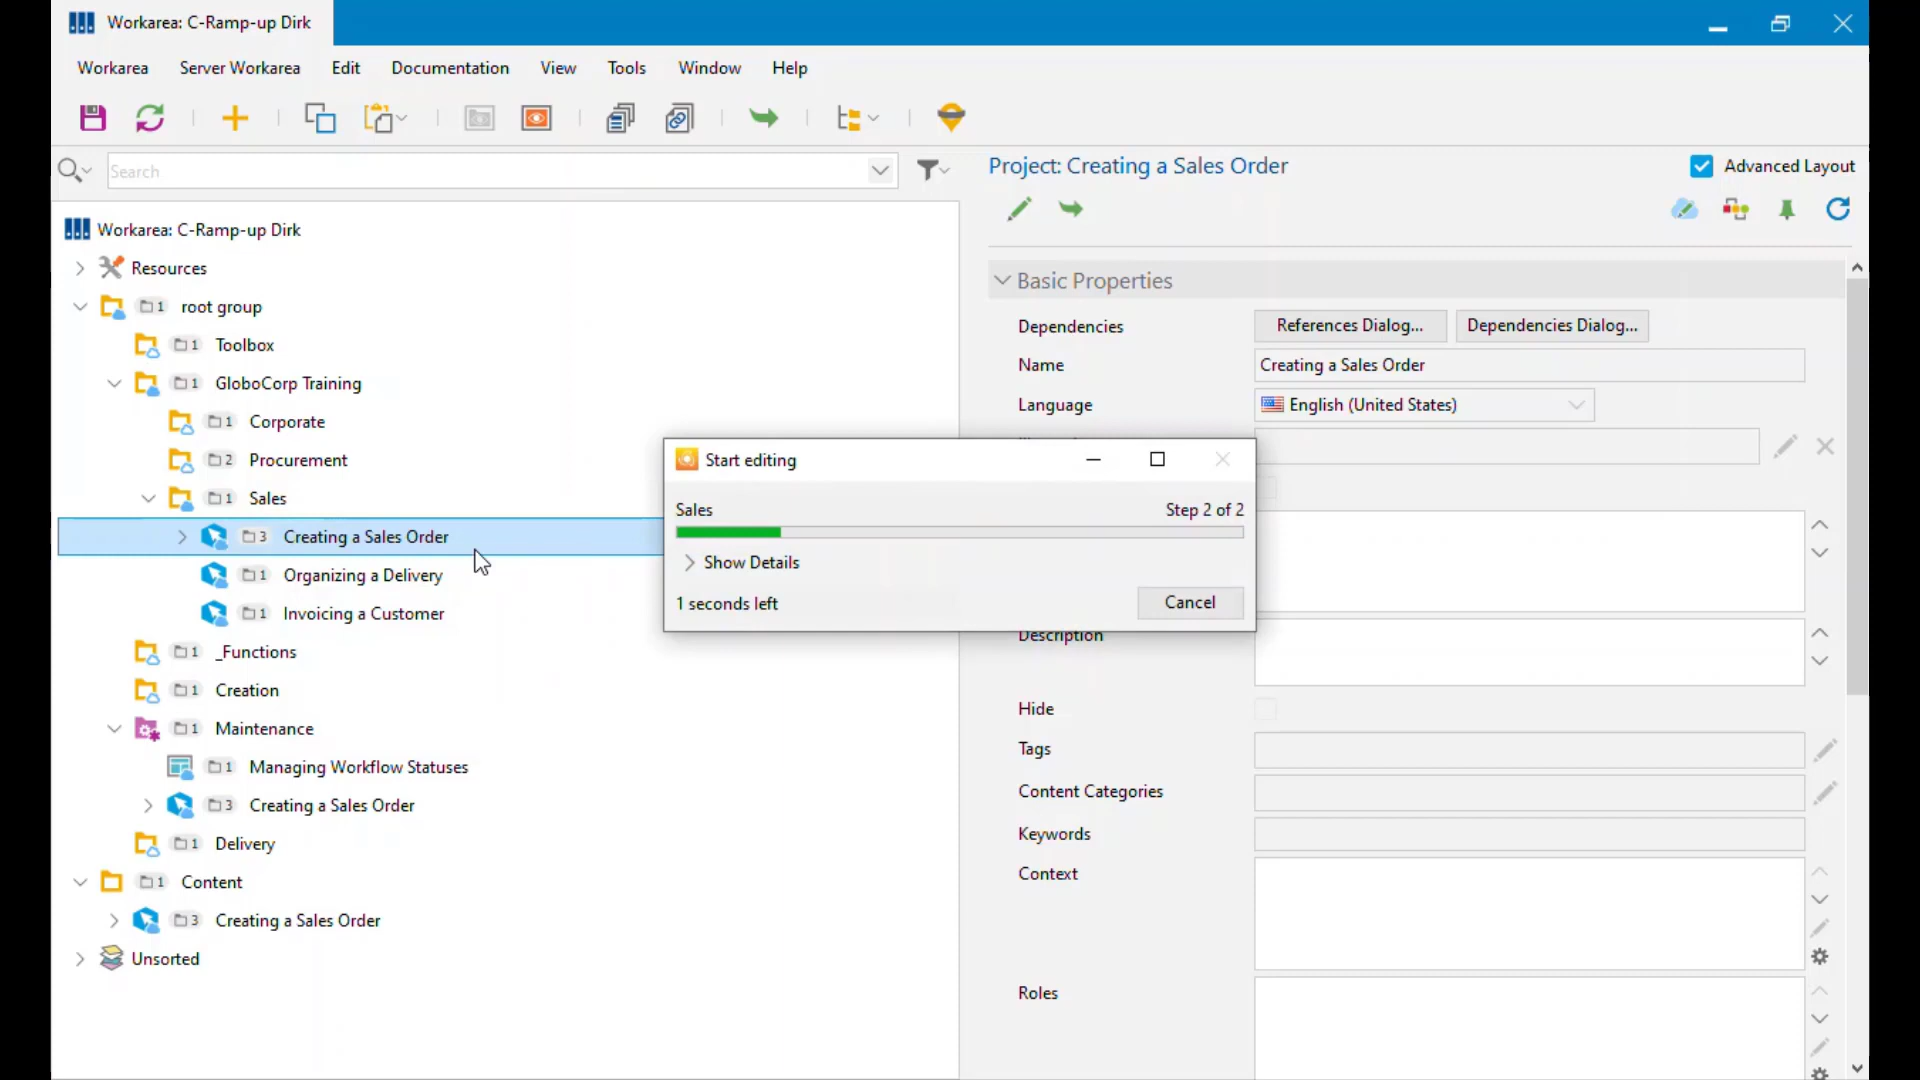 Workarea: C-Ramp-up Dirk
Workarea Server Workarea Edit Documentation View Tools Window Help
Search
Project: Creating a Sales Order
Advanced Layout
Workarea: C-Ramp-up Dirk
Resources
1 root group
1 Toolbox
1 GloboCorp Training
1 Corporate
2 Procurement
1 Sales
3 Creating a Sales Order
1 Organizing a Delivery
1 Invoicing a Customer
1 _Functions
1 Creation
1 Maintenance
1 Managing Workflow Statuses
3 Creating a Sales Order
1 Delivery
1 Content
3 Creating a Sales Order
Unsorted
Basic Properties
Dependencies References Dialog... Dependencies Dialog...
Name Creating a Sales Order
Language English (United States)
Start editing
Sales Step 2 of 2
Show Details
1 seconds left Cancel
Description
Hide
Tags
Content Categories
Keywords
Context
Roles